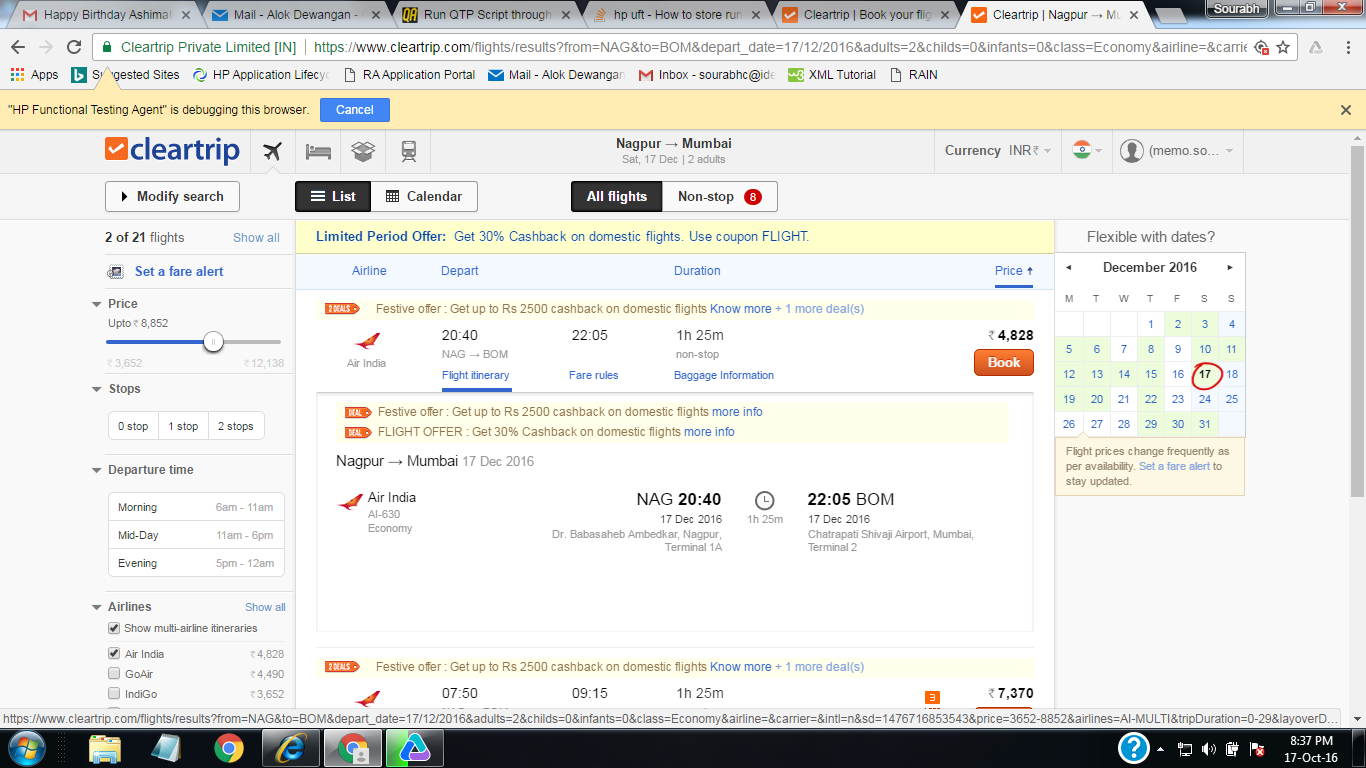 Happy Birthday Ashimal
Mail - Alok Dewangan -
Run QTP Script through
hp uft - How to store run
Cleartrip | Book your flig
Cleartrip | Nagpur → Mu
Sourabh
Cleartrip Private Limited [IN] https://www.cleartrip.com/flights/results?from=NAG&to=BOM&depart_date=17/12/2016&adults=2&childs=0&infants=0&class=Economy&airline=&carrie
Apps
Suggested Sites
HP Application Lifecyc
RA Application Portal
Mail - Alok Dewangan
Inbox - sourabhc@ide
XML Tutorial
RAIN
"HP Functional Testing Agent" is debugging this browser. Cancel
cleartrip
Nagpur → Mumbai
Sat, 17 Dec | 2 adults
Currency INR ₹
(memo.so...
Modify search
List
Calendar
All flights
Non-stop 8
2 of 21 flights Show all
Set a fare alert
Price
Upto ₹ 8,852
₹ 3,652 ₹ 12,138
Stops
0 stop 1 stop 2 stops
Departure time
Morning 6am - 11am
Mid-Day 11am - 6pm
Evening 5pm - 12am
Airlines Show all
Show multi-airline itineraries
Air India ₹ 4,828
GoAir ₹ 4,490
IndiGo ₹ 3,652
Limited Period Offer: Get 30% Cashback on domestic flights. Use coupon FLIGHT.
Airline Depart Duration Price
2 DEALS Festive offer : Get up to Rs 2500 cashback on domestic flights Know more + 1 more deal(s)
20:40 22:05 1h 25m ₹ 4,828
Air India NAG → BOM non-stop Book
Flight itinerary Fare rules Baggage Information
DEAL Festive offer : Get up to Rs 2500 cashback on domestic flights more info
DEAL FLIGHT OFFER : Get 30% Cashback on domestic flights more info
Nagpur → Mumbai 17 Dec 2016
Air India
AI-630
Economy
NAG 20:40
17 Dec 2016
Dr. Babasaheb Ambedkar, Nagpur,
Terminal 1A
1h 25m
22:05 BOM
17 Dec 2016
Chatrapati Shivaji Airport, Mumbai,
Terminal 2
2 DEALS Festive offer : Get up to Rs 2500 cashback on domestic flights Know more + 1 more deal(s)
07:50 09:15 1h 25m 3 ₹ 7,370
Flexible with dates?
December 2016
M T W T F S S
1 2 3 4
5 6 7 8 9 10 11
12 13 14 15 16 17 18
19 20 21 22 23 24 25
26 27 28 29 30 31
Flight prices change frequently as
per availability. Set a fare alert to
stay updated.
https://www.cleartrip.com/flights/results?from=NAG&to=BOM&depart_date=17/12/2016&adults=2&childs=0&infants=0&class=Economy&airline=&carrier=&intl=n&sd=1476716853543&price=3652-8852&airlines=AI-MULTI&tripDuration=0-29&layoverD...
8:37 PM
17-Oct-16